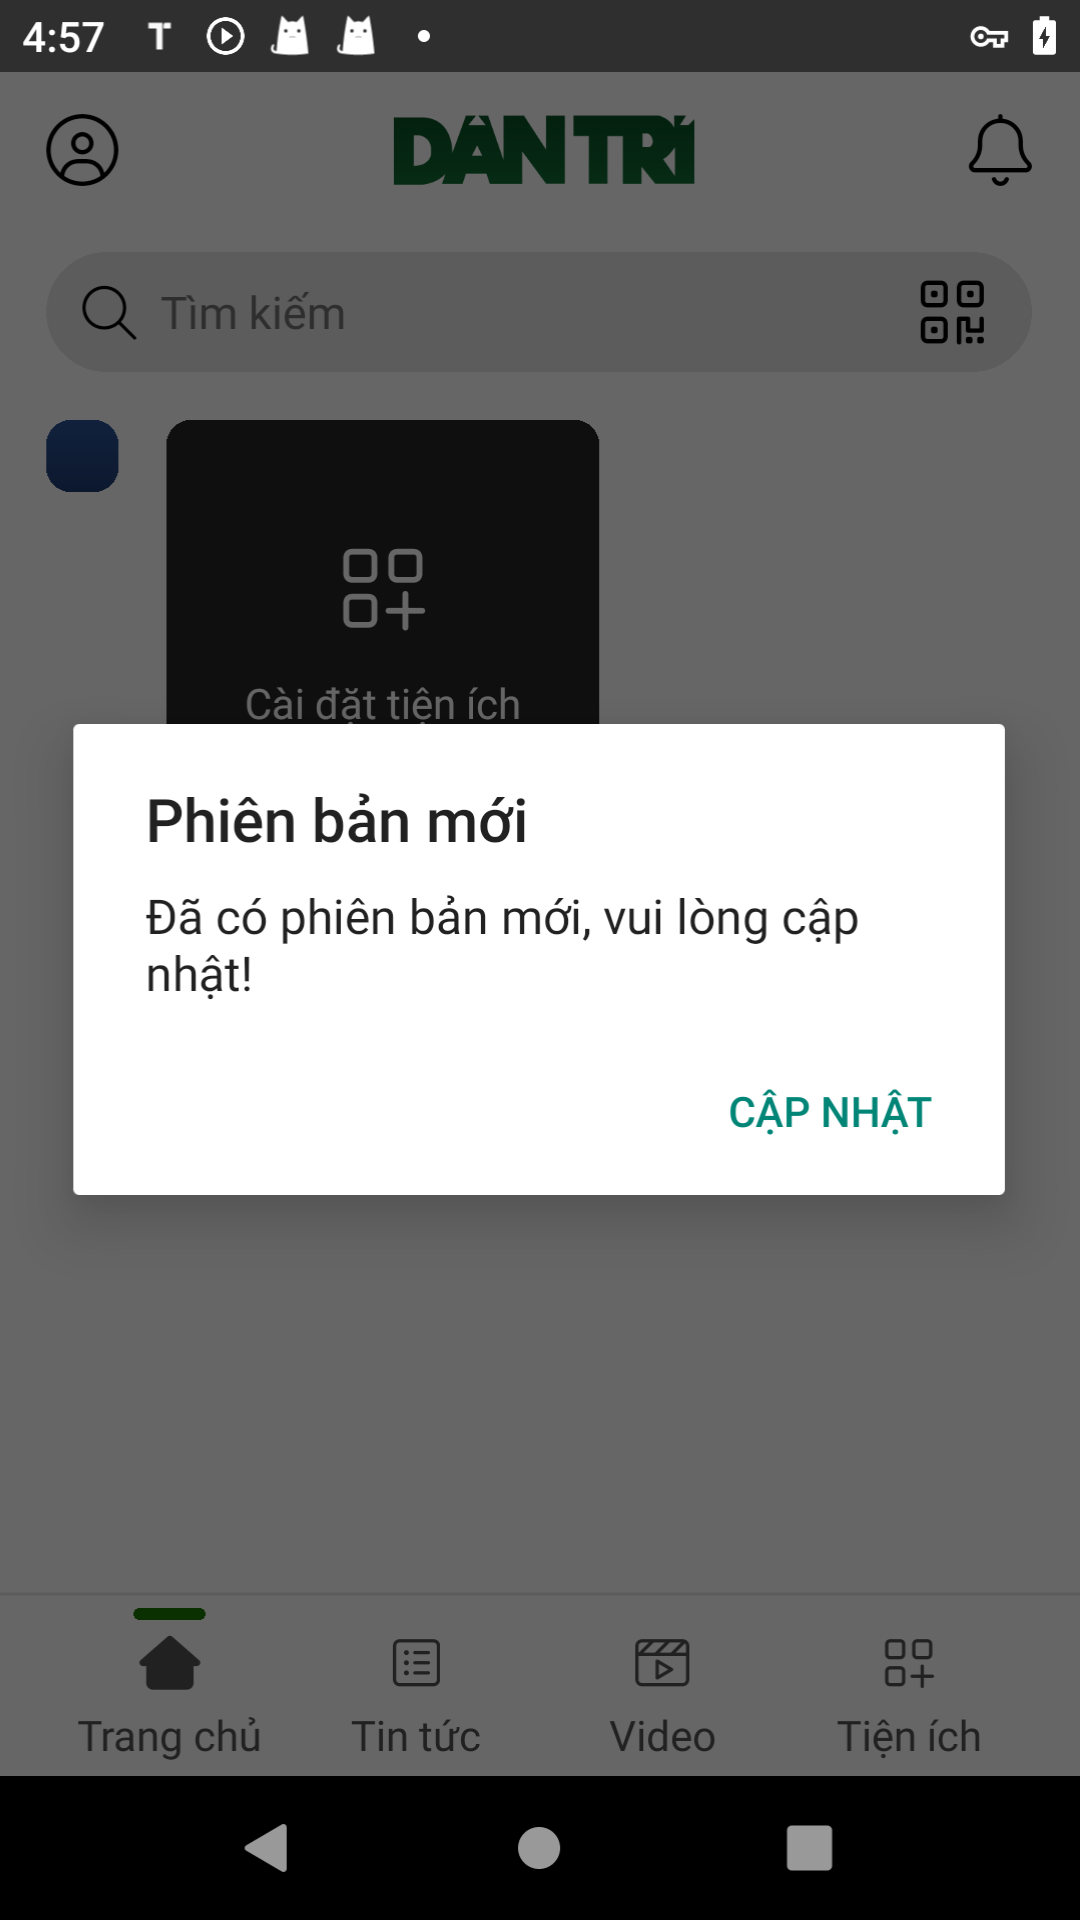 4:57
DÂN TRÍ
Tìm kiếm
Cài đặt tiện ích
Phiên bản mới
Đã có phiên bản mới, vui lòng cập
nhật!
CẬP NHẬT
Trang chủ
Tin tức
Video
Tiện ích